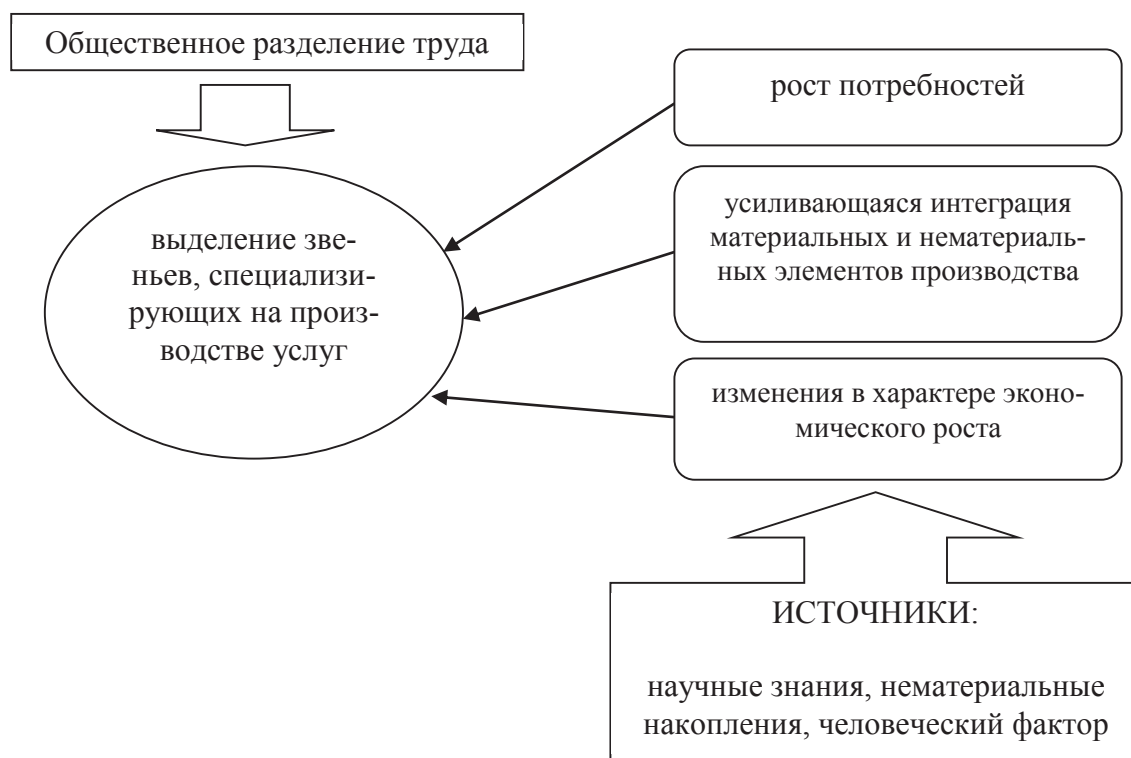 Общественное разделение труда
рост потребностей
выделение зве-
ньев, специализи-
рующих на произ-
водстве услуг
усиливающаяся интеграция
материальных и нематериаль-
ных элементов производства
изменения в характере эконо-
мического роста
ИСТОЧНИКИ:
научные знания, нематериальные
накопления, человеческий фактор